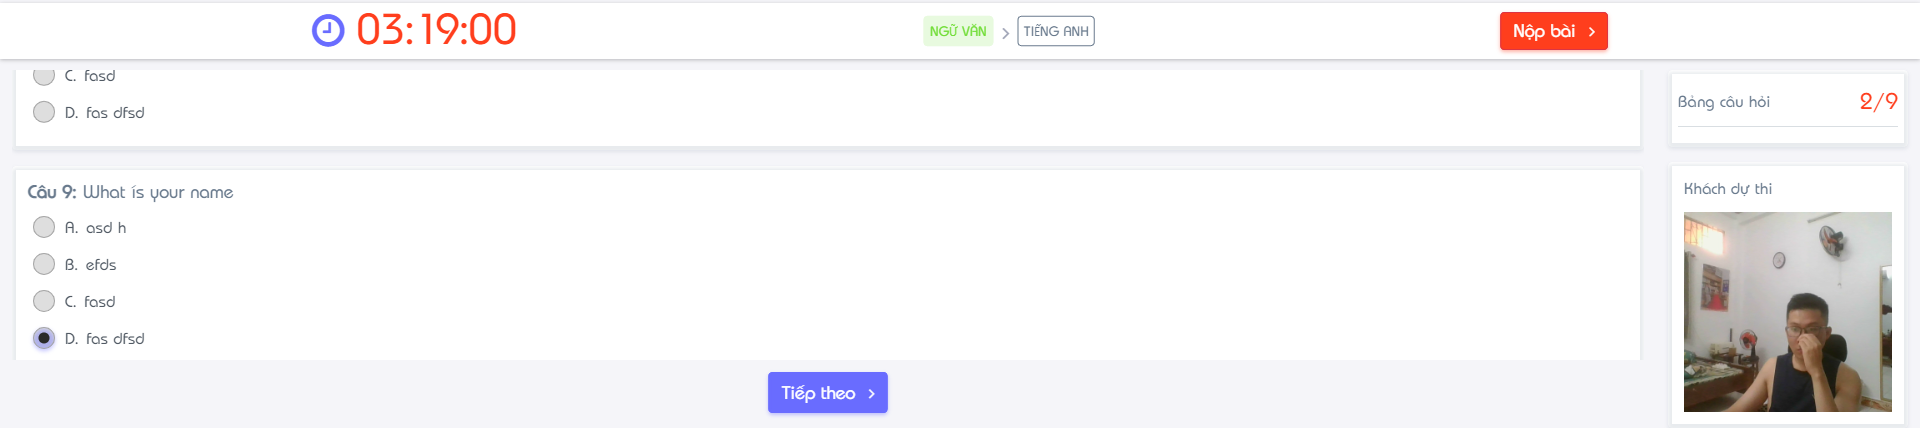 03:19:00
NGỮ VĂN > TIẾNG ANH
Nộp bài >
C. fasd
D. fas dfsd
Câu 9: What ís your name
A. asd h
B. efds
C. fasd
D. fas dfsd
Tiếp theo >
Bảng câu hỏi 2/9
Khách dự thi